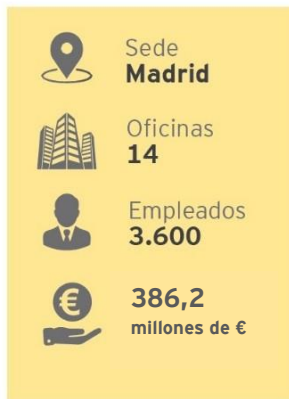 Sede
Madrid
Oficinas
14
Empleados
3.600
€
386,2
millones de €